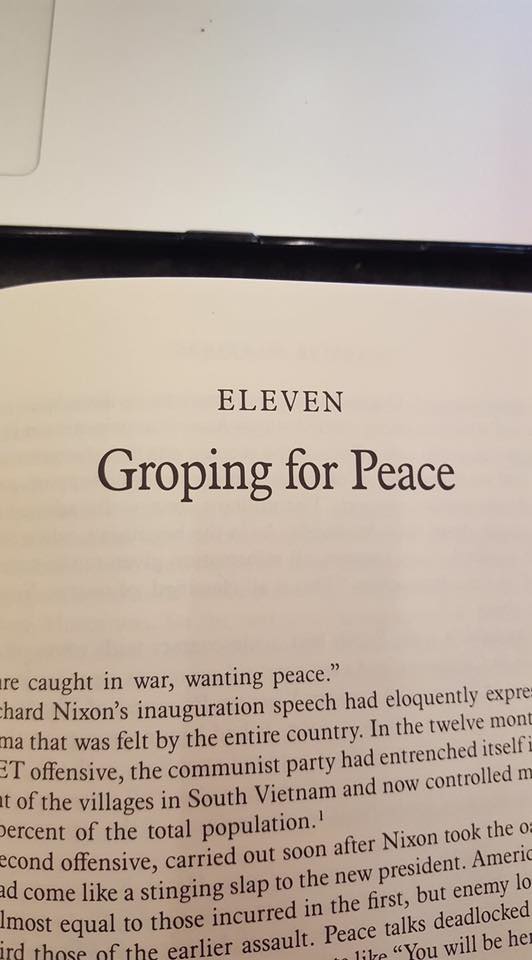 ELEVEN
Groping for Peace
are caught in war, wanting peace.”
chard Nixon’s inauguration speech had eloquently expre
ma that was felt by the entire country. In the twelve mont
ET offensive, the communist party had entrenched itself i
nt of the villages in South Vietnam and now controlled m
percent of the total population.¹
econd offensive, carried out soon after Nixon took the o
ad come like a stinging slap to the new president. Americ
lmost equal to those incurred in the first, but enemy lo
ird those of the earlier assault. Peace talks deadlocked
like “You will be her